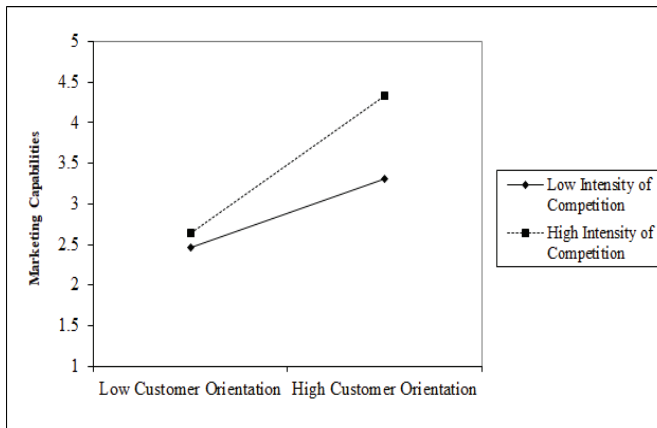 5
4.5
4
3.5
3
2.5
2
1.5
1
Marketing Capabilities
Low Customer Orientation High Customer Orientation
Low Intensity of
Competition
High Intensity of
Competition